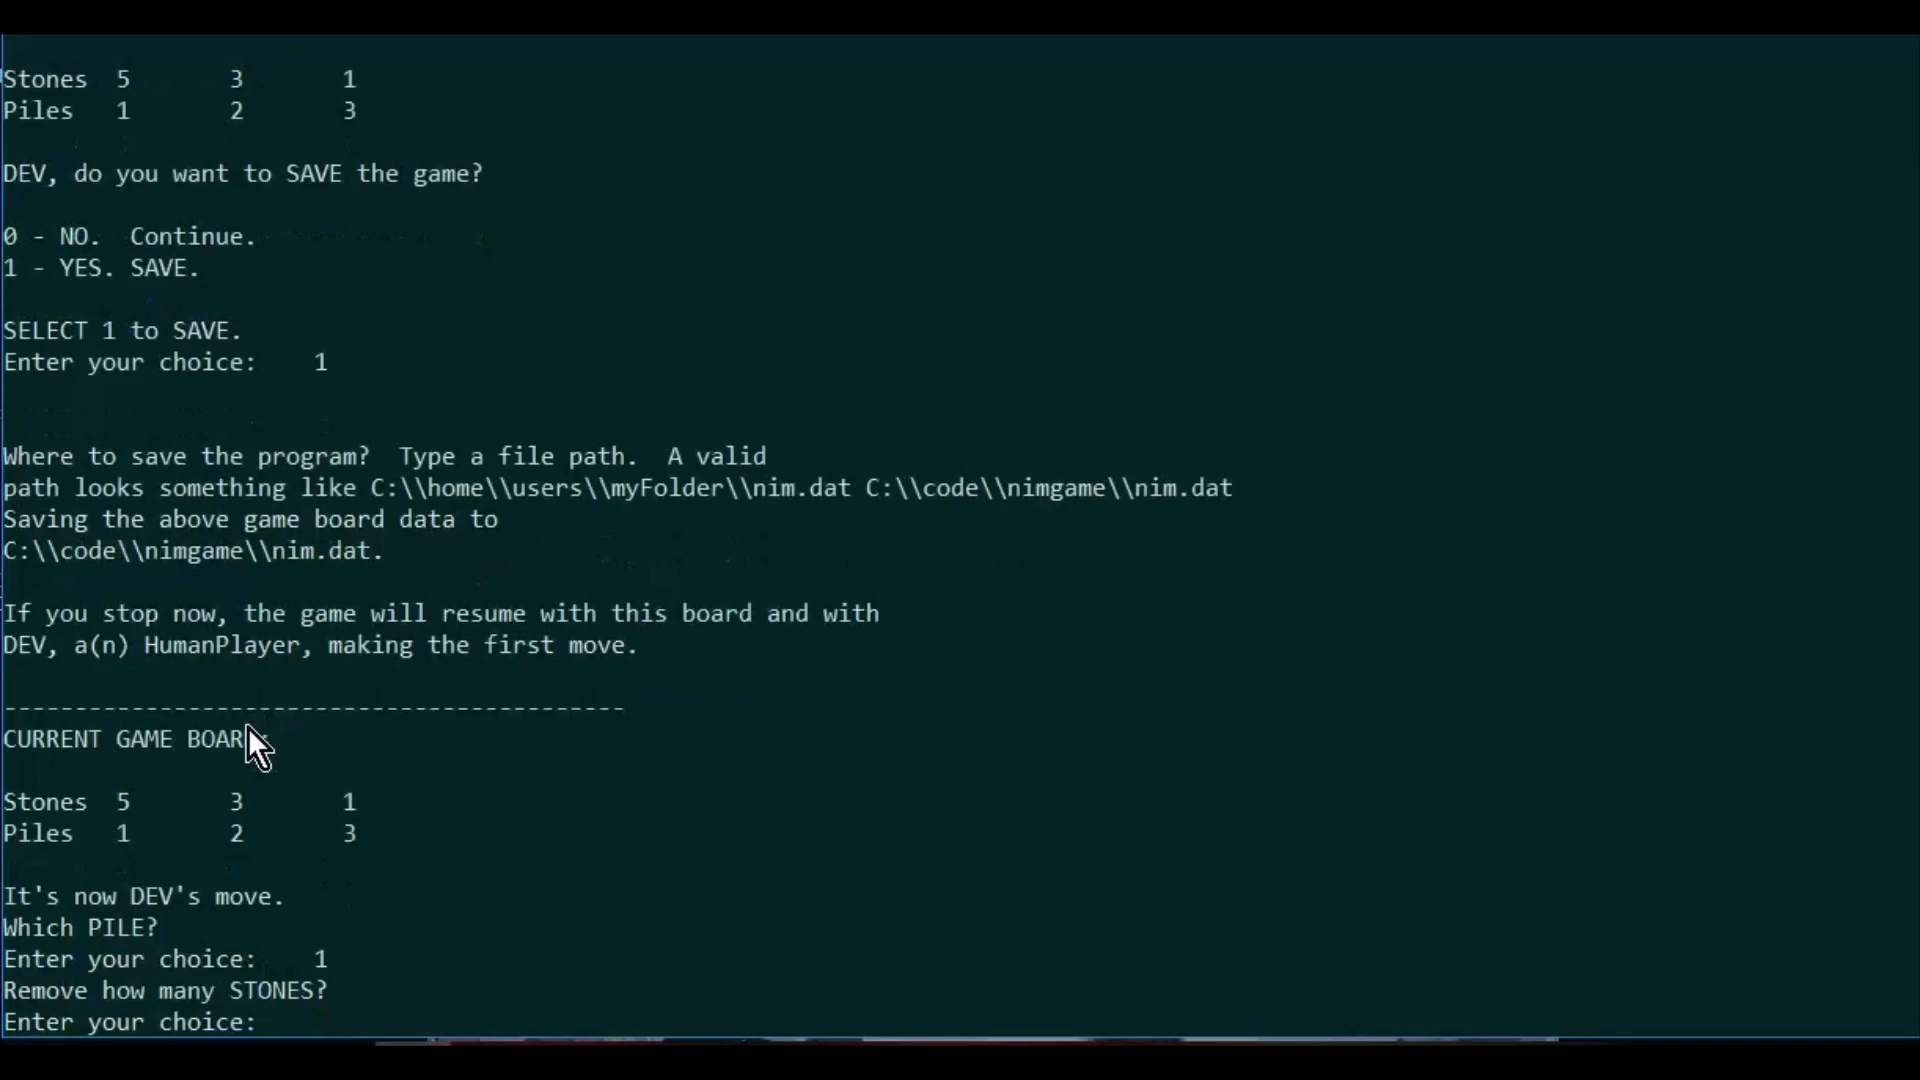 Stones  5       3       1
Piles   1       2       3
DEV, do you want to SAVE the game?
0 - NO.  Continue.
1 - YES. SAVE.
SELECT 1 to SAVE.
Enter your choice:    1
Where to save the program?  Type a file path.  A valid
path looks something like C:\\home\\users\\myFolder\\nim.dat C:\\code\\nimgame\\nim.dat
Saving the above game board data to
C:\\code\\nimgame\\nim.dat.
If you stop now, the game will resume with this board and with
DEV, a(n) HumanPlayer, making the first move.
--------------------------------------------
CURRENT GAME
Stones  5       3       1
Piles   1       2       3
It's now DEV's move.
Which PILE?
Enter your choice:    1
Remove how many STONES?
Enter your choice: